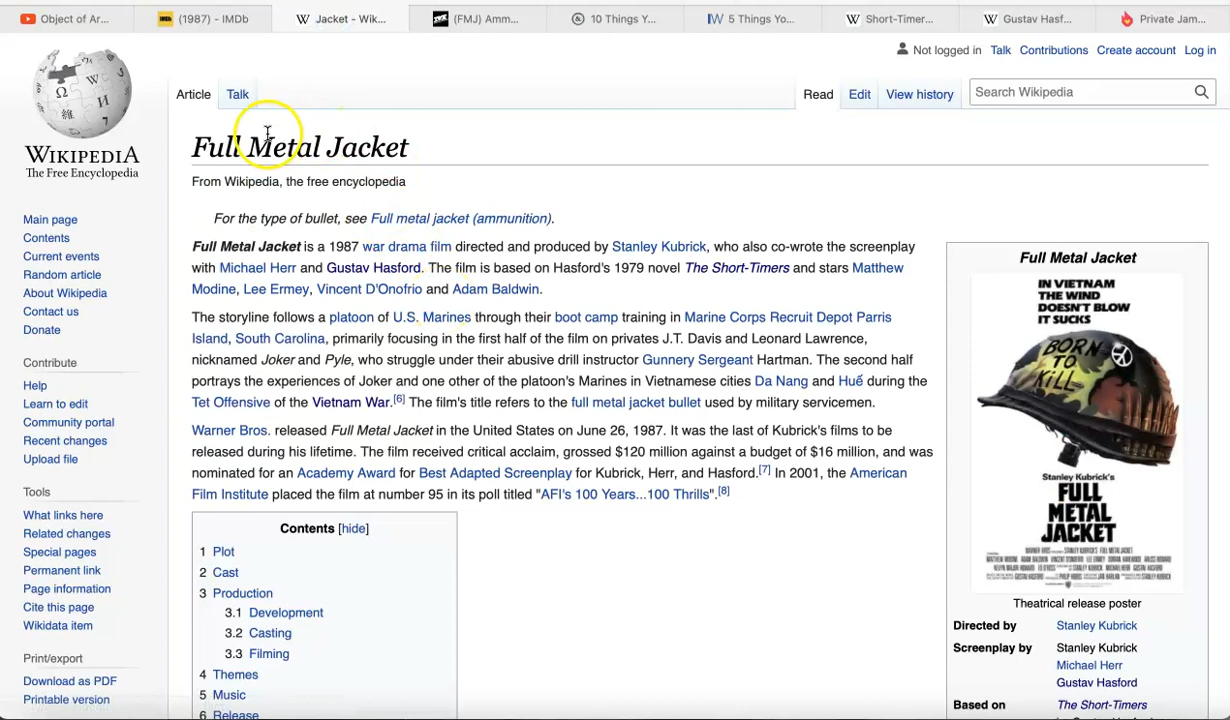 Object of Ar...
(1987) - IMDb
Jacket - Wik...
(FMJ) Amm...
10 Things Y...
5 Things Yo...
Short-Timer...
Gustav Hasf...
Private Jam...
Not logged in Talk Contributions Create account Log in
Article Talk
Read Edit View history
Search Wikipedia
WIKIPEDIA
The Free Encyclopedia
Main page
Contents
Current events
Random article
About Wikipedia
Contact us
Donate
Contribute
Help
Learn to edit
Community portal
Recent changes
Upload file
Tools
What links here
Related changes
Special pages
Permanent link
Page information
Cite this page
Wikidata item
Print/export
Download as PDF
Printable version
Full Metal Jacket
From Wikipedia, the free encyclopedia
For the type of bullet, see Full metal jacket (ammunition).
Full Metal Jacket is a 1987 war drama film directed and produced by Stanley Kubrick, who also co-wrote the screenplay
with Michael Herr and Gustav Hasford. The film is based on Hasford's 1979 novel The Short-Timers and stars Matthew
Modine, Lee Ermey, Vincent D'Onofrio and Adam Baldwin.
The storyline follows a platoon of U.S. Marines through their boot camp training in Marine Corps Recruit Depot Parris
Island, South Carolina, primarily focusing in the first half of the film on privates J.T. Davis and Leonard Lawrence,
nicknamed Joker and Pyle, who struggle under their abusive drill instructor Gunnery Sergeant Hartman. The second half
portrays the experiences of Joker and one other of the platoon's Marines in Vietnamese cities Da Nang and Huế during the
Tet Offensive of the Vietnam War.[6] The film's title refers to the full metal jacket bullet used by military servicemen.
Warner Bros. released Full Metal Jacket in the United States on June 26, 1987. It was the last of Kubrick's films to be
released during his lifetime. The film received critical acclaim, grossed $120 million against a budget of $16 million, and was
nominated for an Academy Award for Best Adapted Screenplay for Kubrick, Herr, and Hasford.[7] In 2001, the American
Film Institute placed the film at number 95 in its poll titled "AFI's 100 Years...100 Thrills".[8]
Contents [hide]
1 Plot
2 Cast
3 Production
3.1 Development
3.2 Casting
3.3 Filming
4 Themes
5 Music
6 Release
Full Metal Jacket
IN VIETNAM
THE WIND
DOESN'T BLOW
IT SUCKS
BORN TO
KILL
Stanley Kubrick's
FULL
METAL
JACKET
Theatrical release poster
Directed by Stanley Kubrick
Screenplay by Stanley Kubrick
Michael Herr
Gustav Hasford
Based on The Short-Timers